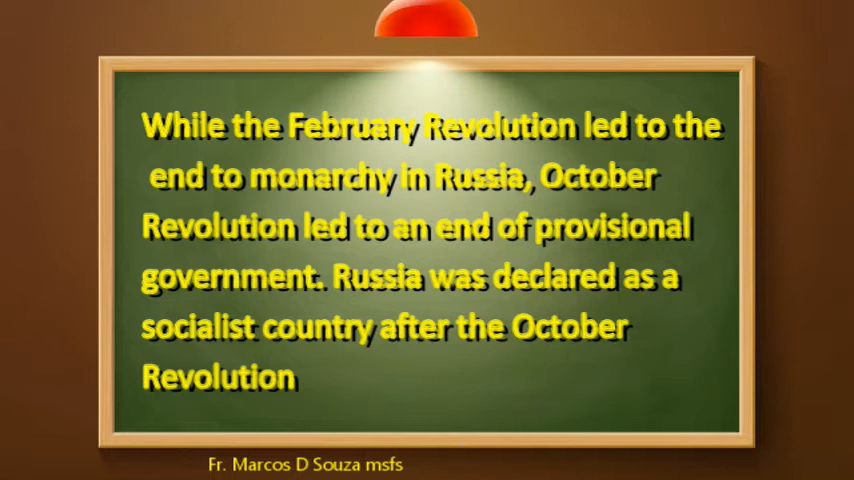 While the February Revolution led to the
end to monarchy in Russia, October
Revolution led to an end of provisional
government. Russia was declared as a
socialist country after the October
Revolution
Fr. Marcos D Souza msfs